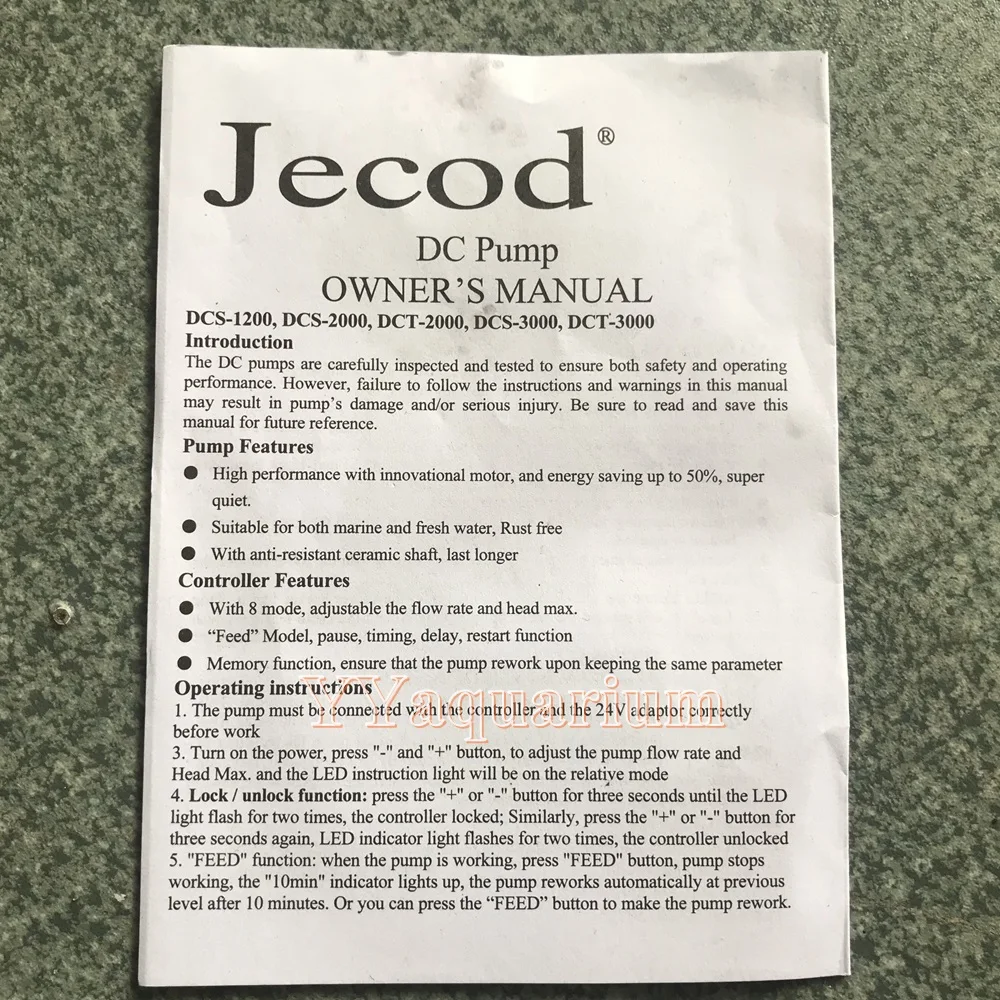 Jecod®
DC Pump
OWNER'S MANUAL
DCS-1200, DCS-2000, DCT-2000, DCS-3000, DCT-3000
Introduction
The DC pumps are carefully inspected and tested to ensure both safety and operating
performance. However, failure to follow the instructions and warnings in this manual
may result in pump's damage and/or serious injury. Be sure to read and save this
manual for future reference.
Pump Features
● High performance with innovational motor, and energy saving up to 50%, super
quiet.
● Suitable for both marine and fresh water, Rust free
● With anti-resistant ceramic shaft, last longer
Controller Features
● With 8 mode, adjustable the flow rate and head max.
● “Feed” Model, pause, timing, delay, restart function
● Memory function, ensure that the pump rework upon keeping the same parameter
Operating instructions
YYaquarium
1. The pump must be connected with the controller and the 24V adaptor correctly
before work
3. Turn on the power, press "-" and "+" button, to adjust the pump flow rate and
Head Max. and the LED instruction light will be on the relative mode
4. Lock / unlock function: press the "+" or "-" button for three seconds until the LED
light flash for two times, the controller locked; Similarly, press the "+" or "-" button for
three seconds again, LED indicator light flashes for two times, the controller unlocked
5. "FEED" function: when the pump is working, press "FEED" button, pump stops
working, the "10min" indicator lights up, the pump reworks automatically at previous
level after 10 minutes. Or you can press the “FEED” button to make the pump rework.